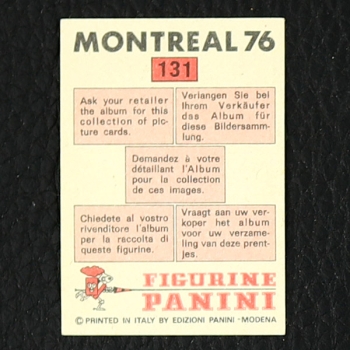 MONTREAL 76
131
Ask your retailer
the album for this
collection of pic-
ture cards.
Verlangen Sie bei
Ihrem Verkäufer
das Album für
diese Bildersamm-
lung.
Demandez à votre
détaillant l'Album
pour la collection
de ces images.
Chiedete al vostro
rivenditore l'album
per la raccolta di
queste figurine.
Vraagt aan uw ver-
koper het album
voor uw verzame-
ling van deze prent-
jes.
FIGURINE
PANINI
© PRINTED IN ITALY BY EDIZIONI PANINI - MODENA